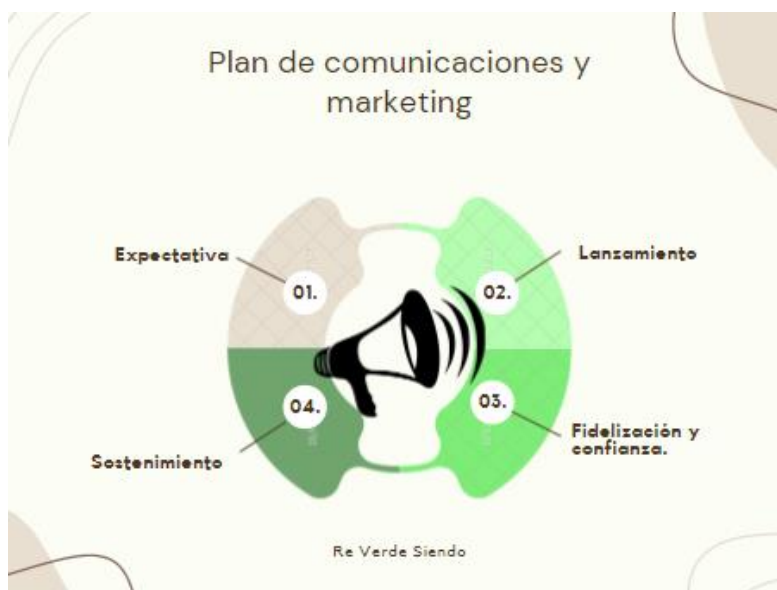 Plan de comunicaciones y
marketing
Expectativa
01.
02.
Lanzamiento
04.
03.
Sostenimiento
Fidelización y
confianza.
Re Verde Siendo